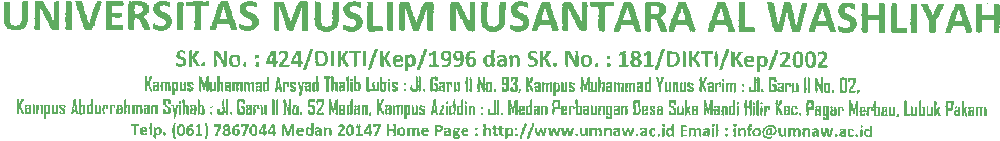 UNIVERSITAS MUSLIM NUSANTARA AL WASHLIYAH
SK. No. : 424/DIKTI/Kep/1996 dan SK. No. : 181/DIKTI/Kep/2002
Kampus Muhammad Arsyad Thalib Lubis : Jl. Garu II No. 93, Kampus Muhammad Yunus Karim : Jl. Garu II No. 02,
Kampus Abdurrahman Syihab : Jl. Garu II No. 52 Medan, Kampus Aziddin : Jl. Medan Perbaungan Desa Suka Mandi Hilir Kec. Pagar Merbau, Lubuk Pakam
Telp. (061) 7867044 Medan 20147 Home Page : http://www.umnaw.ac.id Email : info@umnaw.ac.id